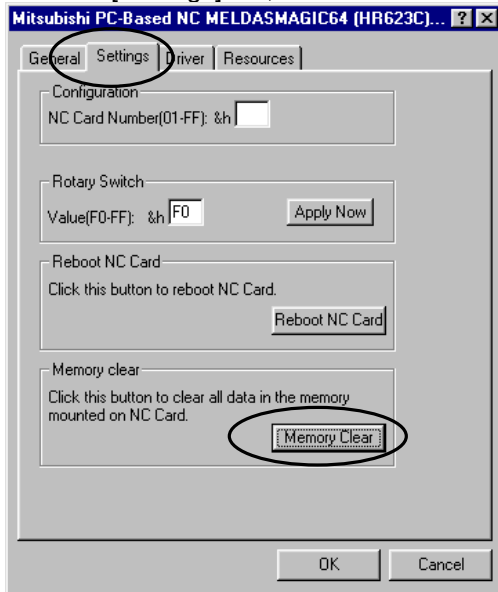 Mitsubishi PC-Based NC MELDASMAGIC64 (HR623C)... ? ×
General Settings Driver Resources
Configuration
NC Card Number(01-FF): &h
Rotary Switch
Value(F0-FF): &h F0 Apply Now
Reboot NC Card
Click this button to reboot NC Card.
Reboot NC Card
Memory clear
Click this button to clear all data in the memory
mounted on NC Card.
Memory Clear
OK Cancel